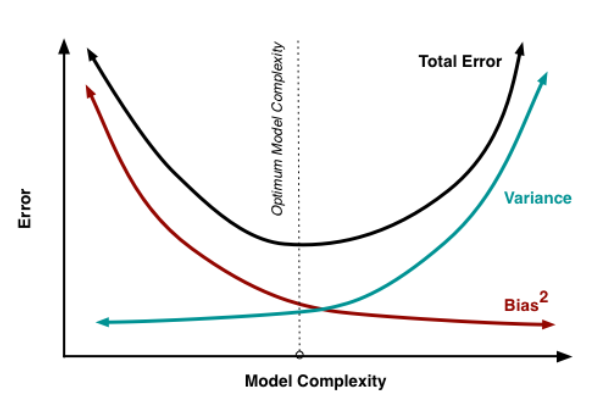 Total Error
Optimum Model Complexity
Error
Variance
Bias²
Model Complexity